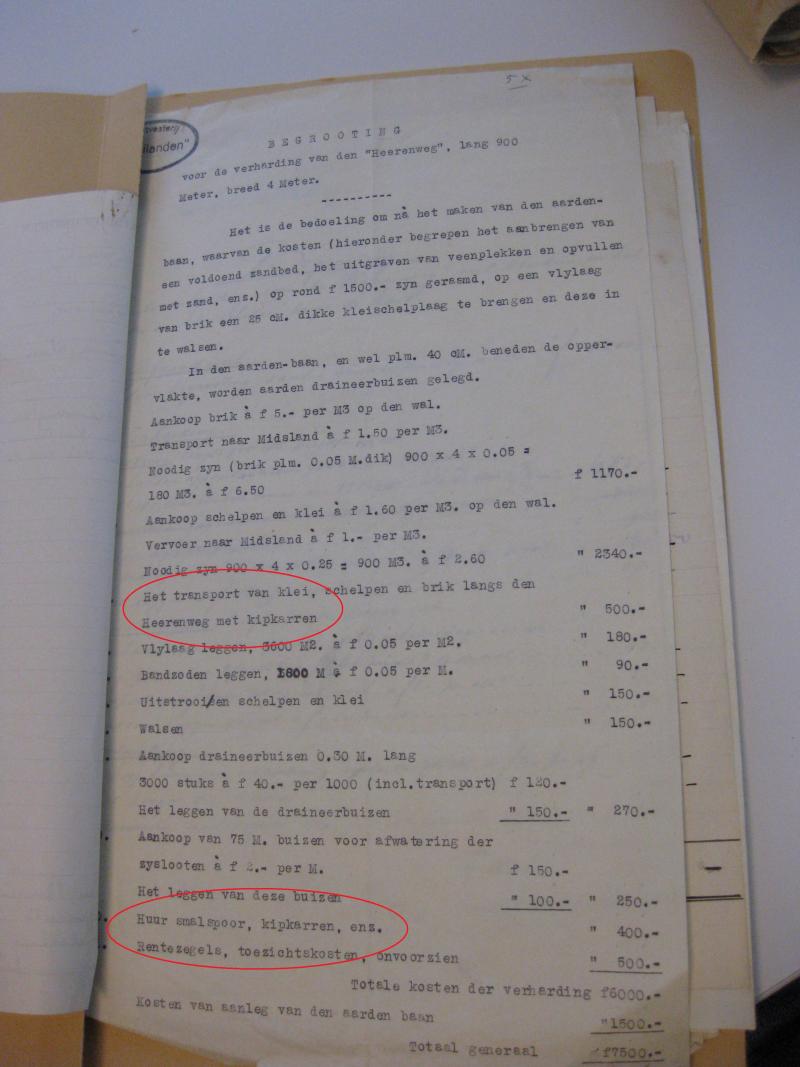 5 x
landen"
B E G R O O T I N G
voor de verharding van den "Heerenweg", lang 900
Meter, breed 4 Meter.
----------
Het is de bedoeling om nà het maken van den aarden-
baan, waarvan de kosten (hieronder begrepen het aanbrengen van
een voldoend zandbed, het uitgraven van veenplekken en opvullen
met zand, enz.) op rond f 1500.- zyn geraamd, op een vlylaag
van brik een 25 cM. dikke kleischelplaag te brengen en deze in
te walsen.
In den aarden-baan, en wel plm. 40 cM. beneden de opper-
vlakte, worden aarden draineerbuizen gelegd.
Aankoop brik à f 5.- per M3 op den wal.
Transport naar Midsland à f 1.50 per M3.
Noodig zyn (brik plm. 0.05 M.dik) 900 x 4 x 0.05 =
180 M3. à f 6.50 f 1170.-
Aankoop schelpen en klei à f 1.60 per M3. op den wal.
Vervoer naar Midsland à f 1.- per M3.
Noodig zyn 900 x 4 x 0.25 = 900 M3. à f 2.60 " 2340.-
Het transport van klei, schelpen en brik langs den
Heerenweg met kipkarren " 500.-
Vlylaag leggen, 3600 M2. à f 0.05 per M2. " 180.-
Bandzoden leggen, 1800 M à f 0.05 per M. " 90.-
Uitstrooien schelpen en klei " 150.-
Walsen " 150.-
Aankoop draineerbuizen 0.30 M. lang
3000 stuks à f 40.- per 1000 (incl.transport) f 120.-
Het leggen van de draineerbuizen " 150.- " 270.-
Aankoop van 75 M. buizen voor afwatering der
zyslooten à f 2.- per M. f 150.-
Het leggen van deze buizen " 100.- " 250.-
Huur smalspoor, kipkarren, enz. " 400.-
Rentezegels, toezichtskosten, onvoorzien " 500.-
Totale kosten der verharding f6000.-
Kosten van aanleg van den aarden baan "1500.-
Totaal generaal f7500.-